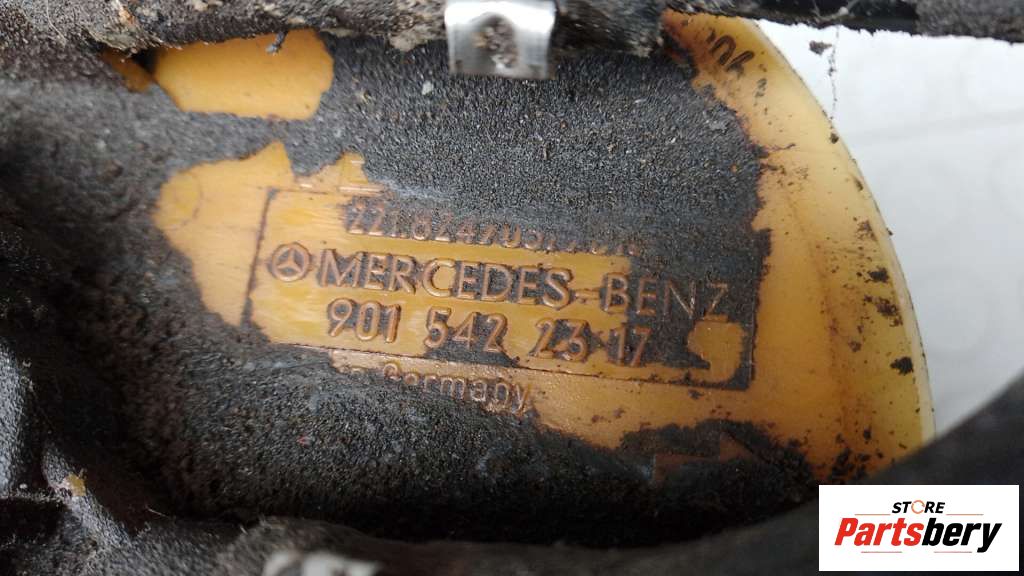 MERCEDES-BENZ
901 542 23 17
Germany
STORE
Partsbery